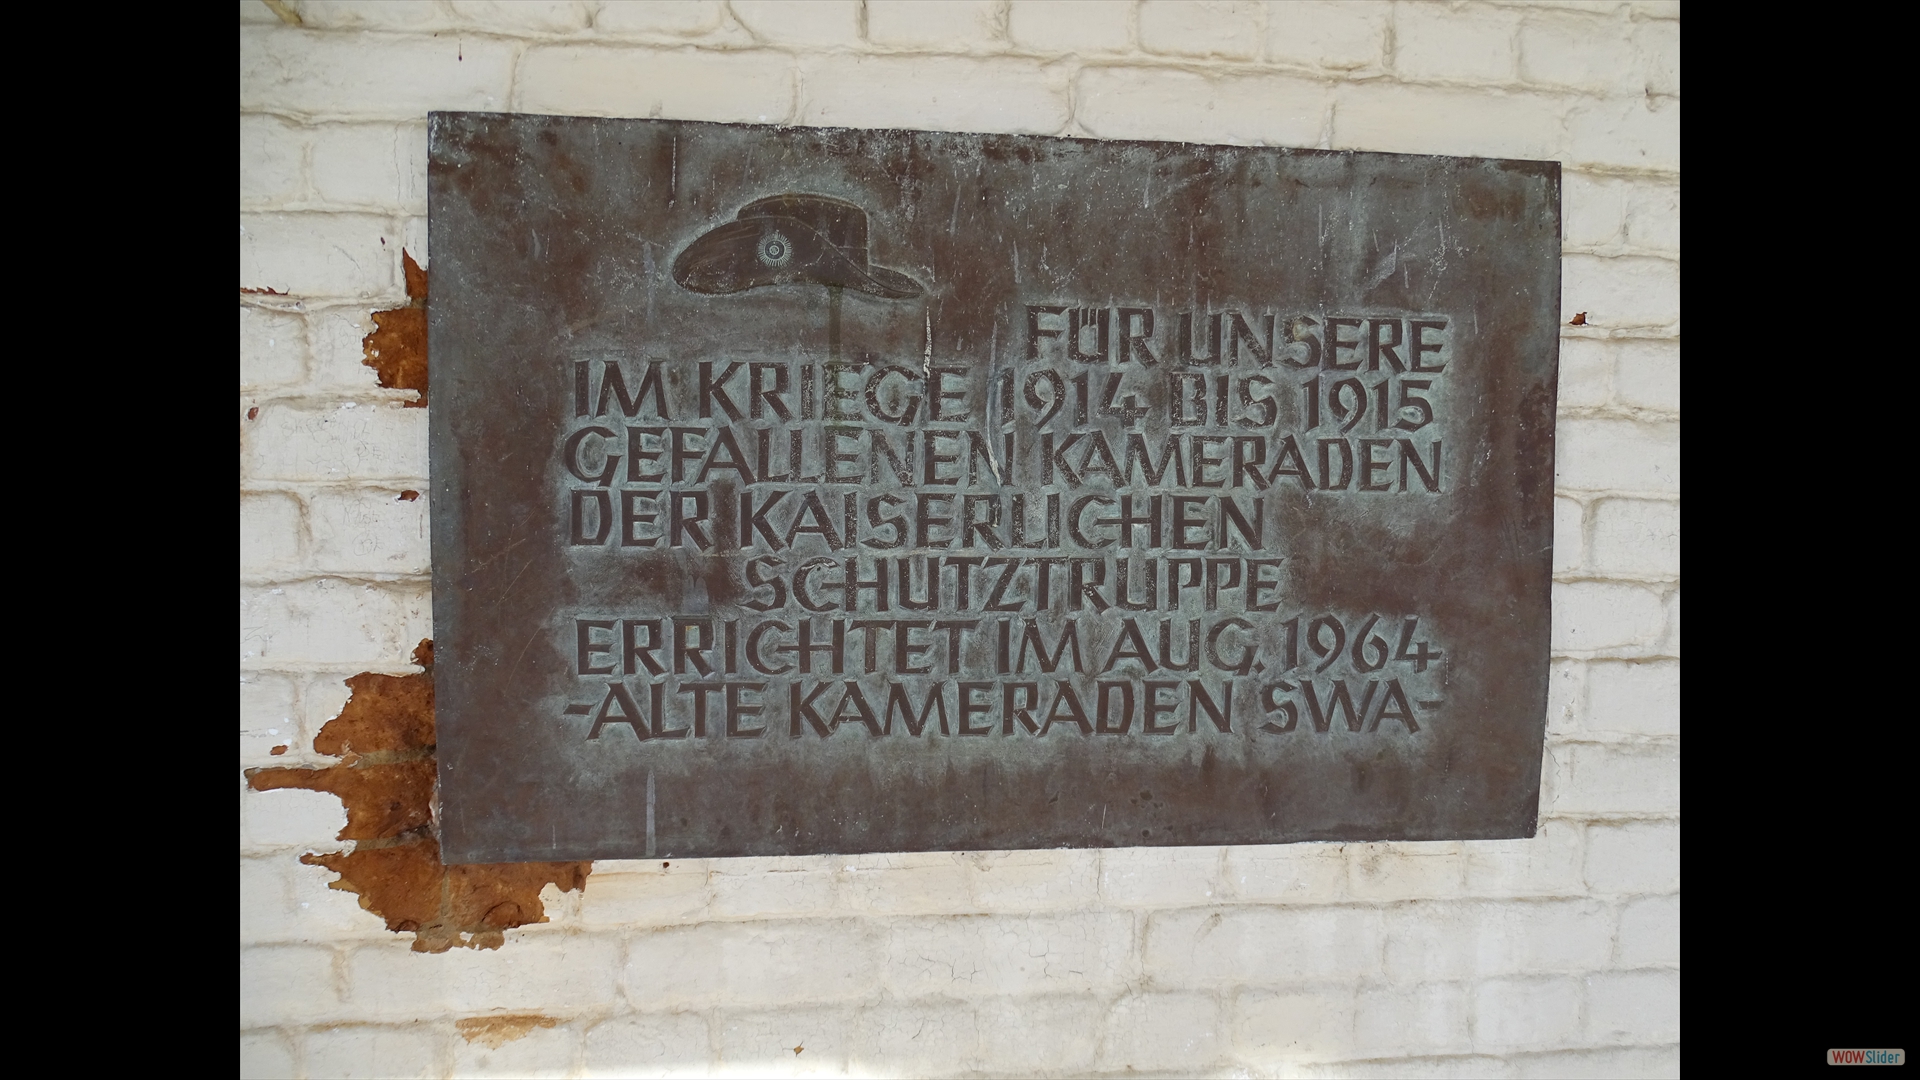 FÜR UNSERE
IM KRIEGE 1914 BIS 1915
GEFALLENEN KAMERADEN
DER KAISERLICHEN
SCHUTZTRUPPE
ERRICHTET IM AUG. 1964
-ALTE KAMERADEN SWA-
WOWSlider